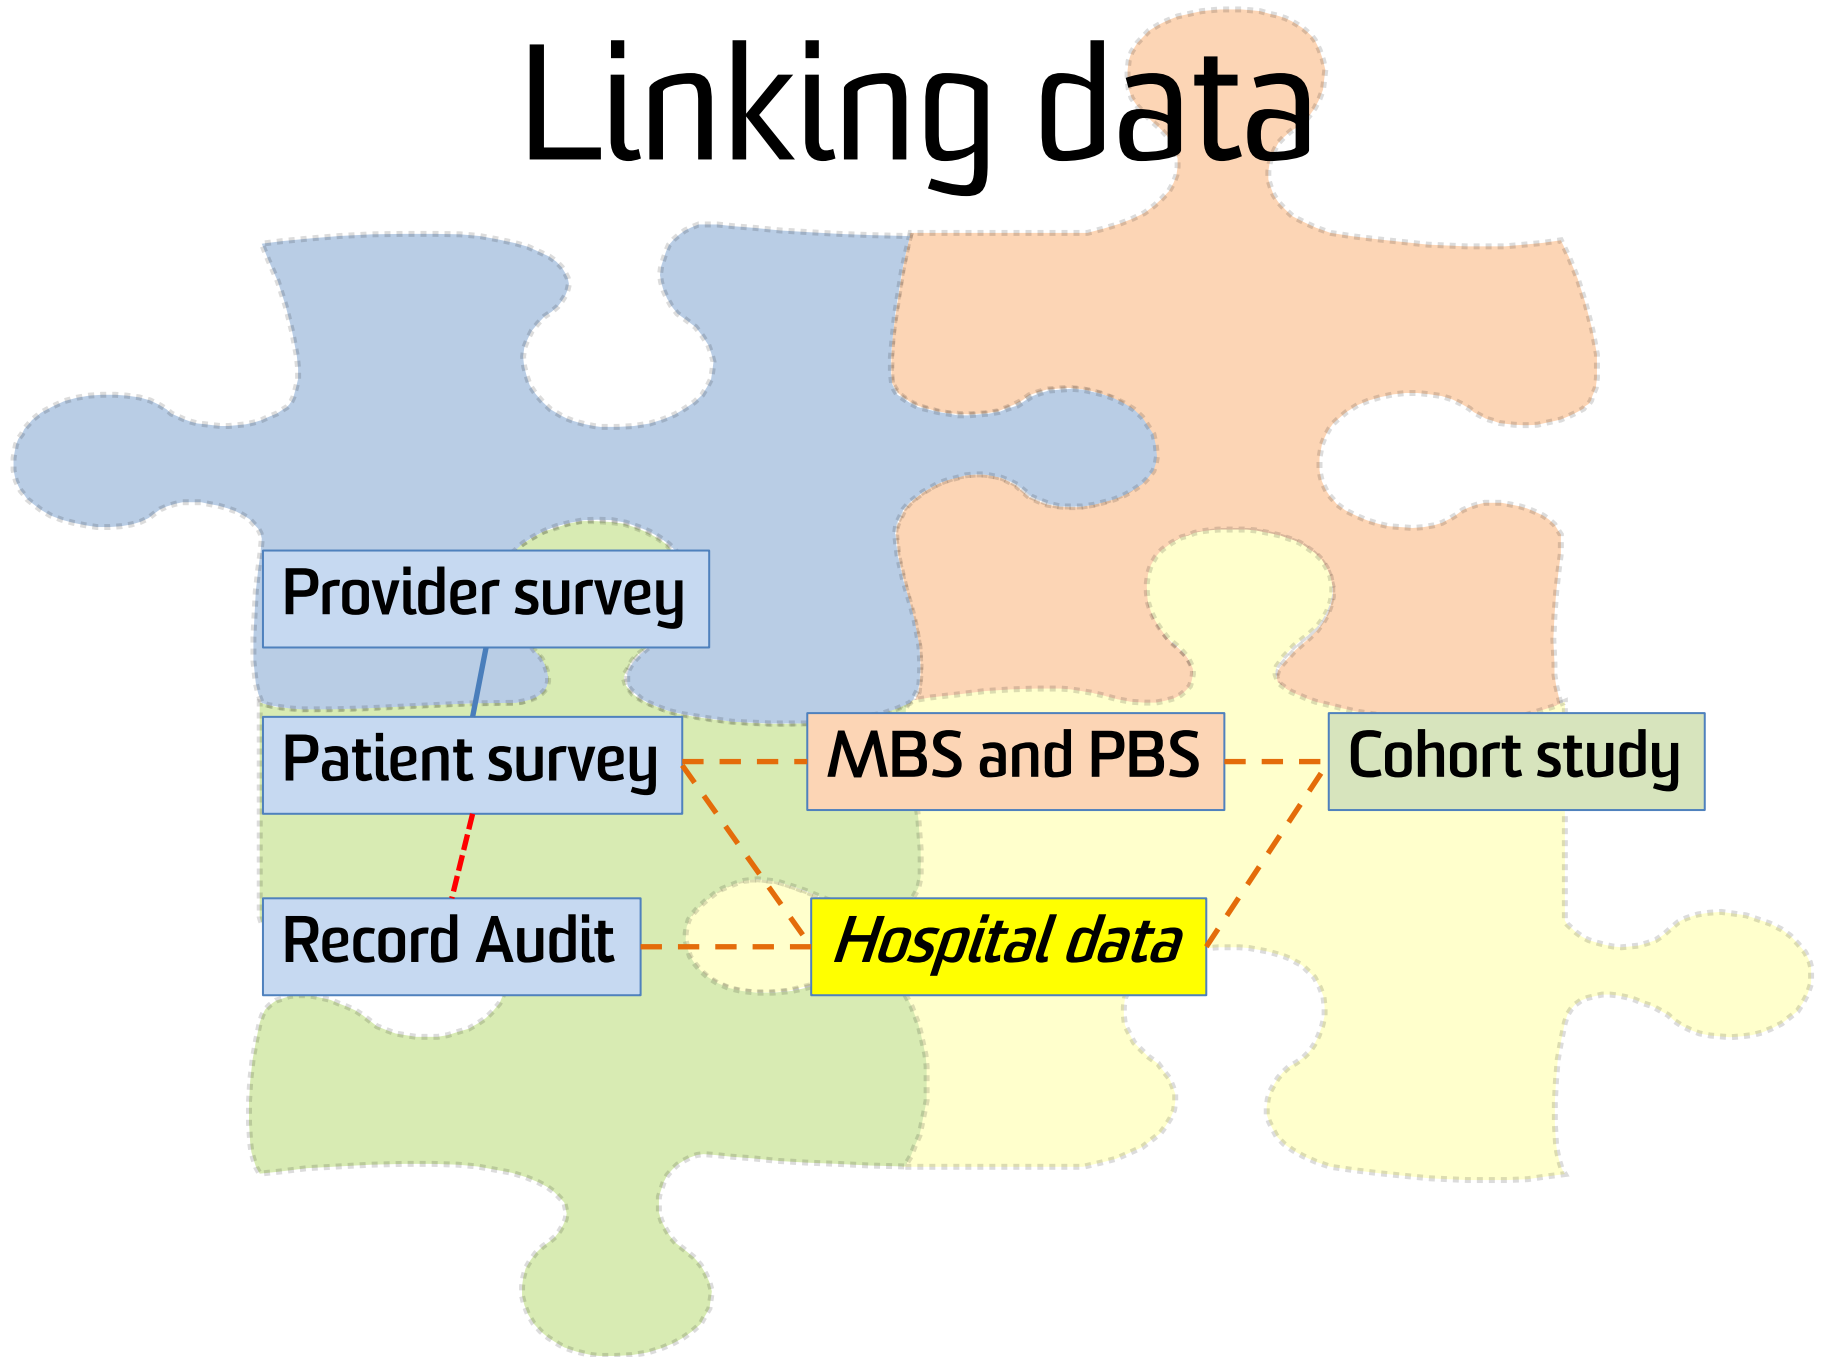 Linking data
Provider survey
Patient survey
MBS and PBS
Cohort study
Record Audit
Hospital data